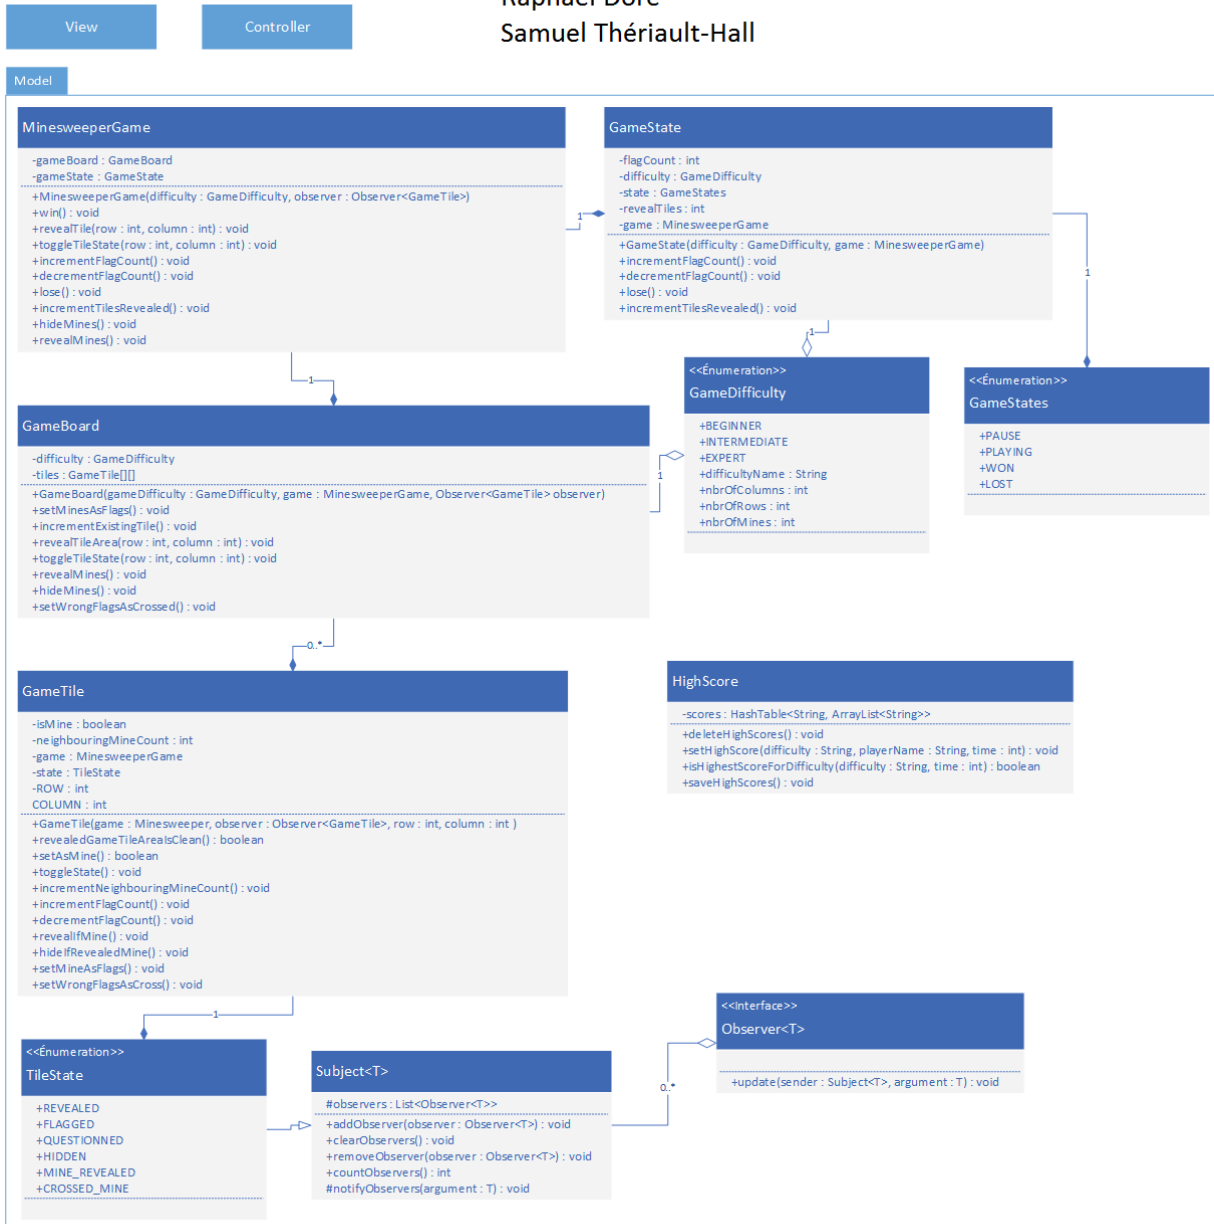 Raphaël Doré
Samuel Thériault-Hall
View
Controller
Model
MinesweeperGame
-gameBoard : GameBoard
-gameState : GameState
+MinesweeperGame(difficulty : GameDifficulty, observer : Observer<GameTile>)
+win() : void
+revealTile(row : int, column : int) : void
+toggleTileState(row : int, column : int) : void
+incrementFlagCount() : void
+decrementFlagCount() : void
+lose() : void
+incrementTilesRevealed() : void
+hideMines() : void
+revealMines() : void
1
GameState
-flagCount : int
-difficulty : GameDifficulty
-state : GameStates
-revealTiles : int
-game : MinesweeperGame
+GameState(difficulty : GameDifficulty, game : MinesweeperGame)
+incrementFlagCount() : void
+decrementFlagCount() : void
+lose() : void
+incrementTilesRevealed() : void
1
1
1
GameBoard
-difficulty : GameDifficulty
-tiles : GameTile[][]
+GameBoard(gameDifficulty : GameDifficulty, game : MinesweeperGame, Observer<GameTile> observer)
+setMinesAsFlags() : void
+incrementExistingTile() : void
+revealTileArea(row : int, column : int) : void
+toggleTileState(row : int, column : int) : void
+revealMines() : void
+hideMines() : void
+setWrongFlagsAsCrossed() : void
1
<<Énumeration>>
GameDifficulty
+BEGINNER
+INTERMEDIATE
+EXPERT
+difficultyName : String
+nbrOfColumns : int
+nbrOfRows : int
+nbrOfMines : int
<<Énumeration>>
GameStates
+PAUSE
+PLAYING
+WON
+LOST
0..*
GameTile
-isMine : boolean
-neighbouringMineCount : int
-game : MinesweeperGame
-state : TileState
-ROW : int
COLUMN : int
+GameTile(game : Minesweeper, observer : Observer<GameTile>, row : int, column : int )
+revealedGameTileAreaIsClean() : boolean
+setAsMine() : boolean
+toggleState() : void
+incrementNeighbouringMineCount() : void
+incrementFlagCount() : void
+decrementFlagCount() : void
+revealIfMine() : void
+hideIfRevealedMine() : void
+setMineAsFlags() : void
+setWrongFlagsAsCross() : void
HighScore
-scores : HashTable<String, ArrayList<String>>
+deleteHighScores() : void
+setHighScore(difficulty : String, playerName : String, time : int) : void
+isHighestScoreForDifficulty(difficulty : String, time : int) : boolean
+saveHighScores() : void
1
<<Énumeration>>
TileState
+REVEALED
+FLAGGED
+QUESTIONNED
+HIDDEN
+MINE_REVEALED
+CROSSED_MINE
Subject<T>
#observers : List<Observer<T>>
+addObserver(observer : Observer<T>) : void
+clearObservers() : void
+removeObserver(observer : Observer<T>) : void
+countObservers() : int
#notifyObservers(argument : T) : void
0..*
<<Interface>>
Observer<T>
+update(sender : Subject<T>, argument : T) : void